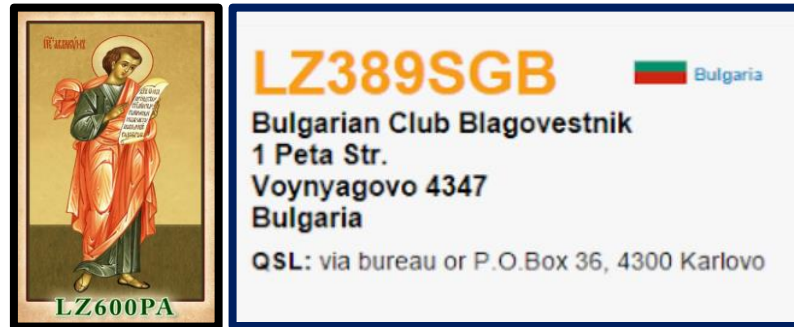 LZ600PA
LZ389SGB
Bulgaria
Bulgarian Club Blagovestnik
1 Peta Str.
Voynyagovo 4347
Bulgaria
QSL: via bureau or P.O.Box 36, 4300 Karlovo